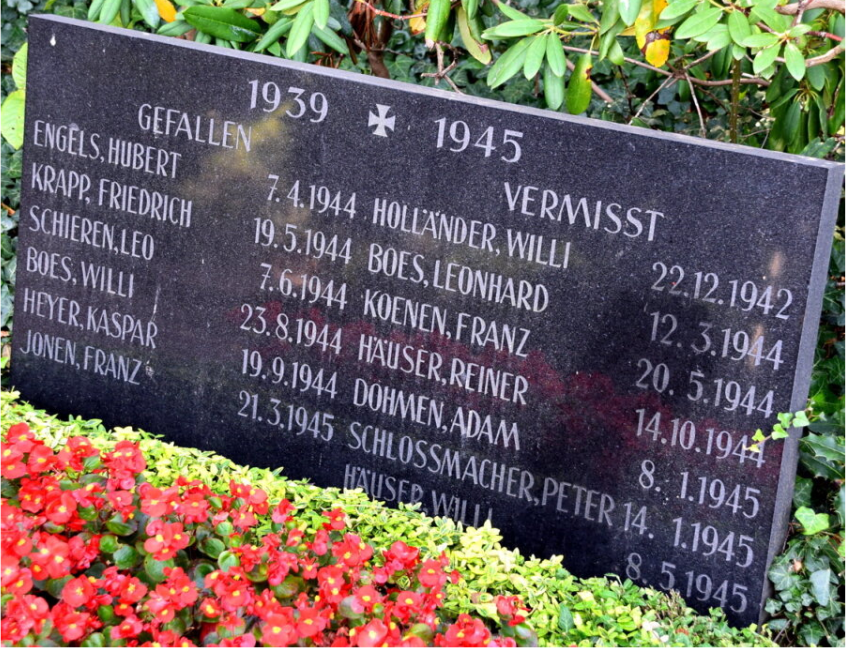 1939 1945
GEFALLEN VERMISST
ENGELS, HUBERT 7.4.1944 HOLLÄNDER, WILLI 22.12.1942
KRAPP, FRIEDRICH 19.5.1944 BOES, LEONHARD 12.3.1944
SCHIEREN, LEO 7.6.1944 KOENEN, FRANZ 20.5.1944
BOES, WILLI 23.8.1944 HÄUSER, REINER 14.10.1944
HEYER, KASPAR 19.9.1944 DOHMEN, ADAM 8.1.1945
JONEN, FRANZ 21.3.1945 SCHLOSSMACHER, PETER 14.1.1945
HÄUSER, WILLI 8.5.1945